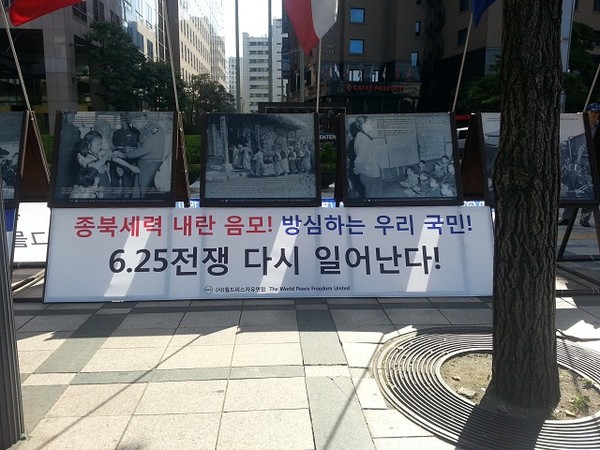 종북세력 내란 음모! 방심하는 우리 국민!
6.25전쟁 다시 일어난다!
(사)월드피스자유연합 The World Peace Freedom United